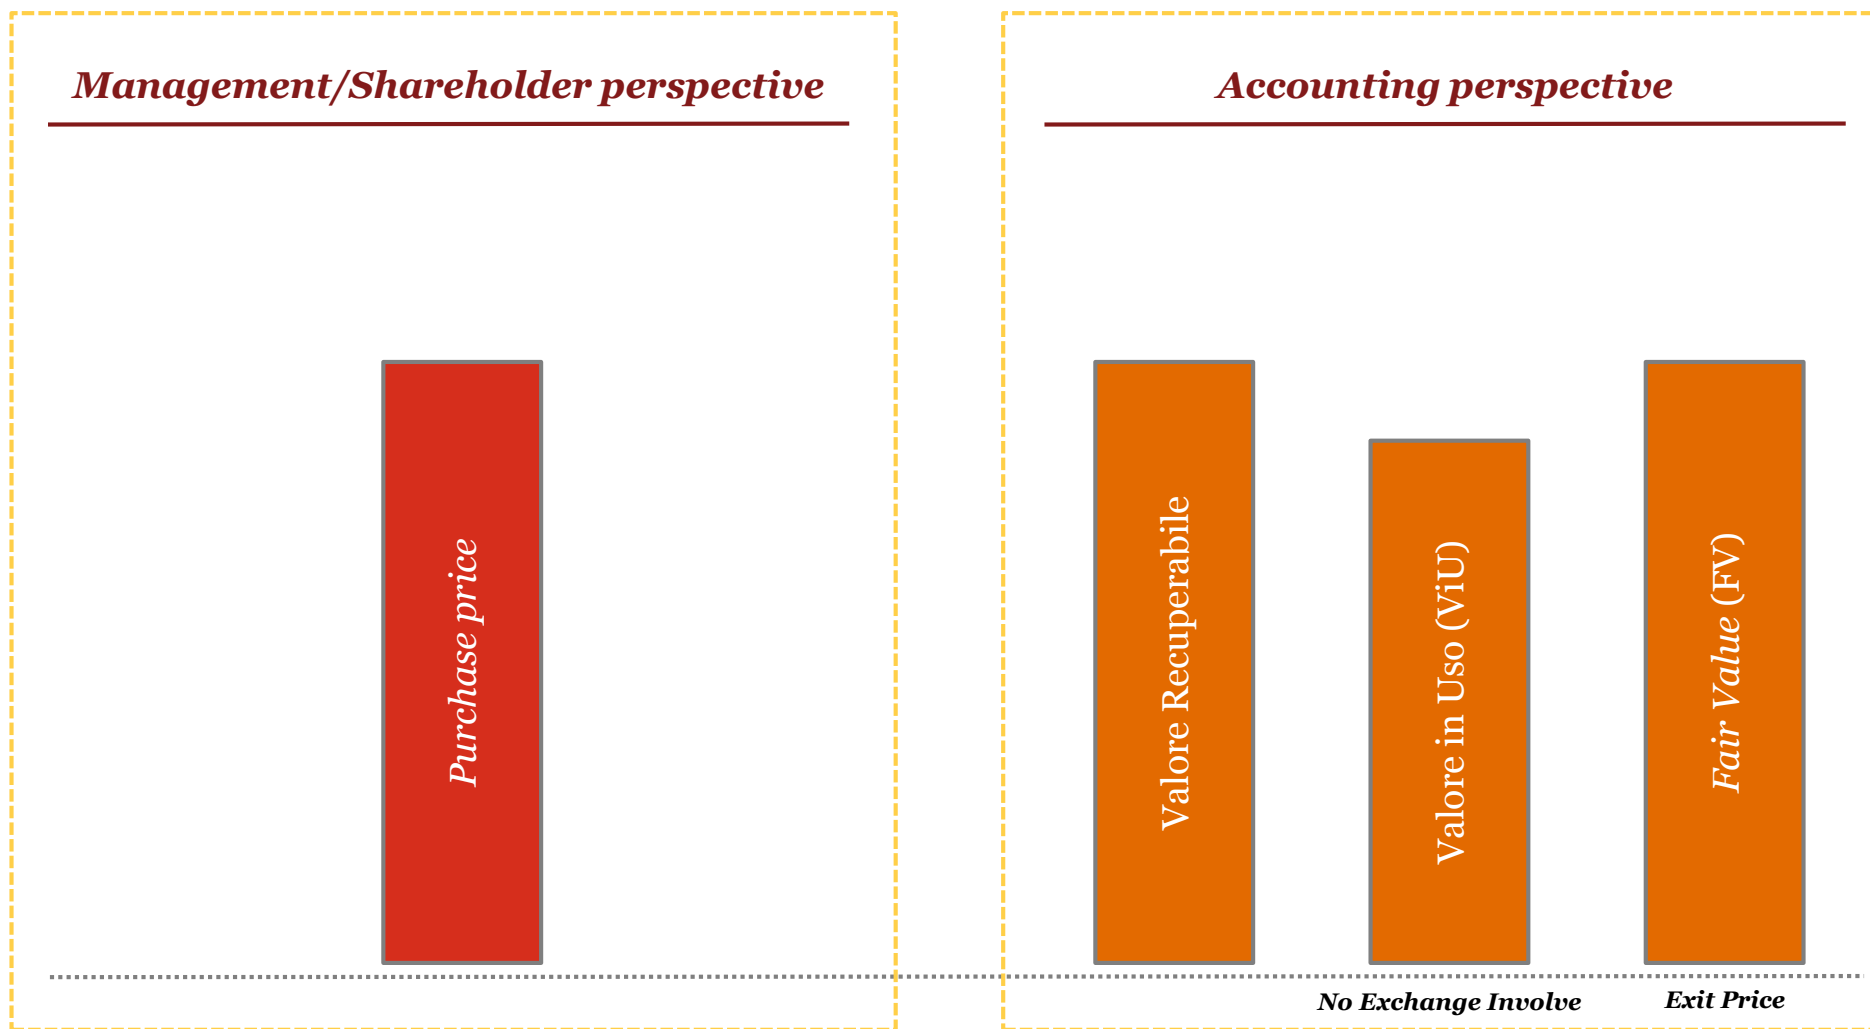 Management/Shareholder perspective
Accounting perspective
Purchase price
Valore Recuperabile
Valore in Uso (ViU)
Fair Value (FV)
No Exchange Involve
Exit Price